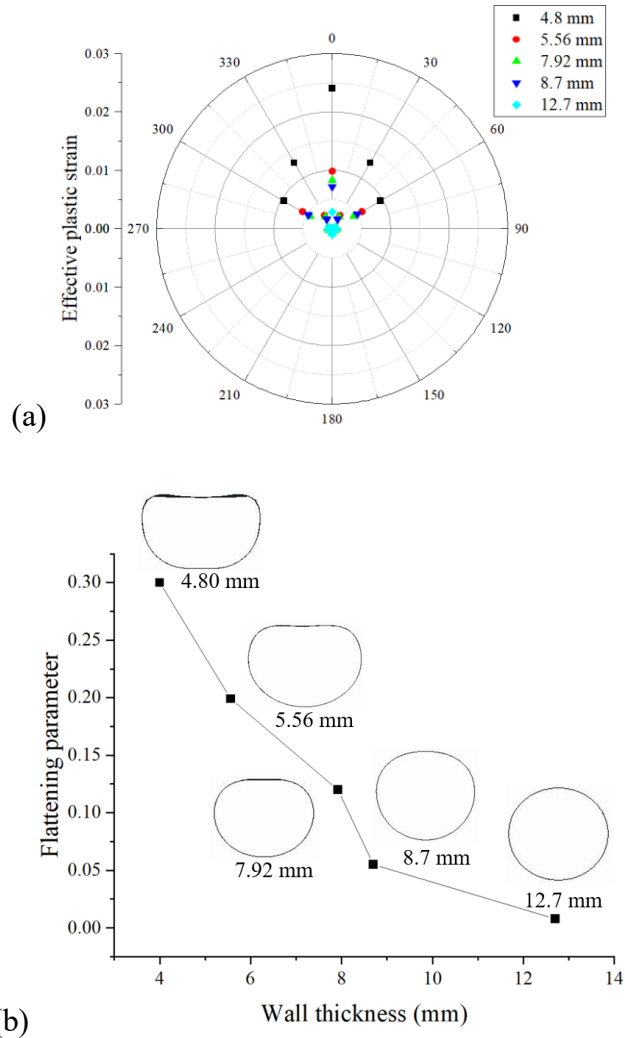 4.8 mm
5.56 mm
7.92 mm
8.7 mm
12.7 mm
0
30
60
90
120
150
180
210
240
270
300
330
0.03
0.02
0.01
0.00
0.01
0.02
0.03
Effective plastic strain
(a)
4.80 mm
5.56 mm
7.92 mm
8.7 mm
12.7 mm
0.30
0.25
0.20
0.15
0.10
0.05
0.00
Flattening parameter
4 6 8 10 12 14
Wall thickness (mm)
(b)